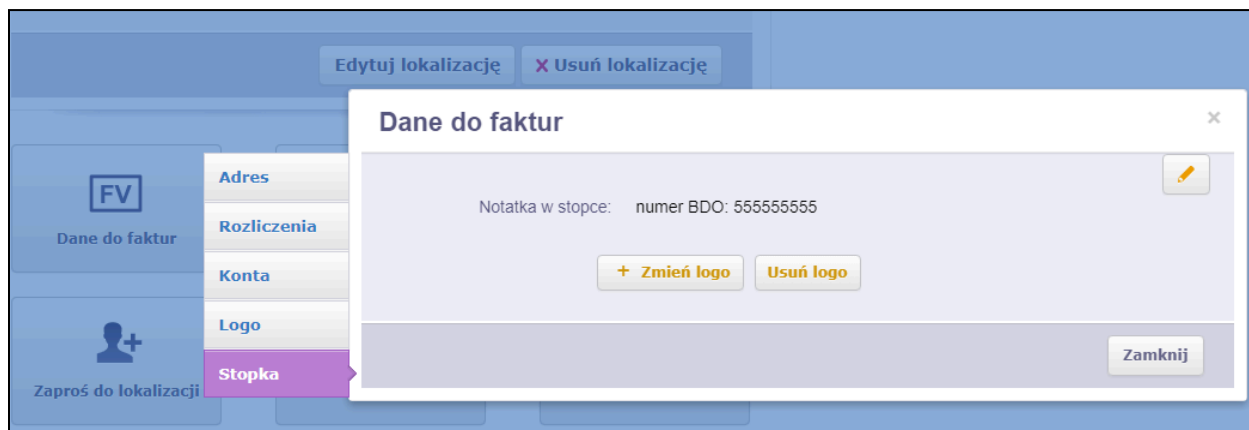 Edytuj lokalizację
X Usuń lokalizację
Dane do faktur
×
FV
Dane do faktur
Adres
Rozliczenia
Konta
Logo
Stopka
Notatka w stopce: numer BDO: 555555555
+ Zmień logo
Usuń logo
Zamknij
Zaproś do lokalizacji